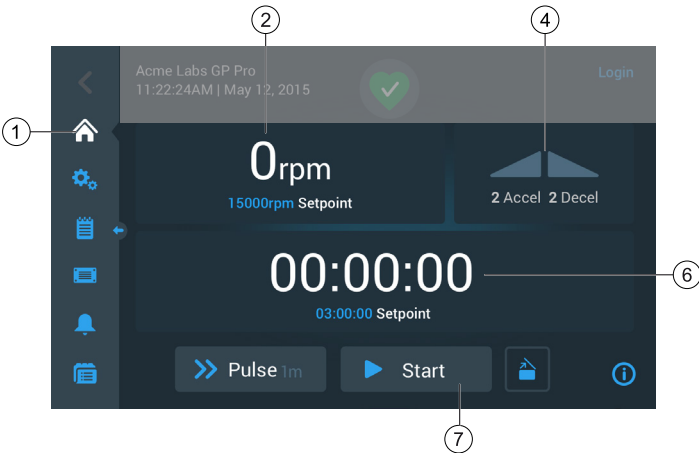 2
4
Acme Labs GP Pro
11:22:24AM | May 12, 2015
Login
1
0rpm
15000rpm Setpoint
2 Accel 2 Decel
00:00:00
6
03:00:00 Setpoint
Pulse 1m
Start
7